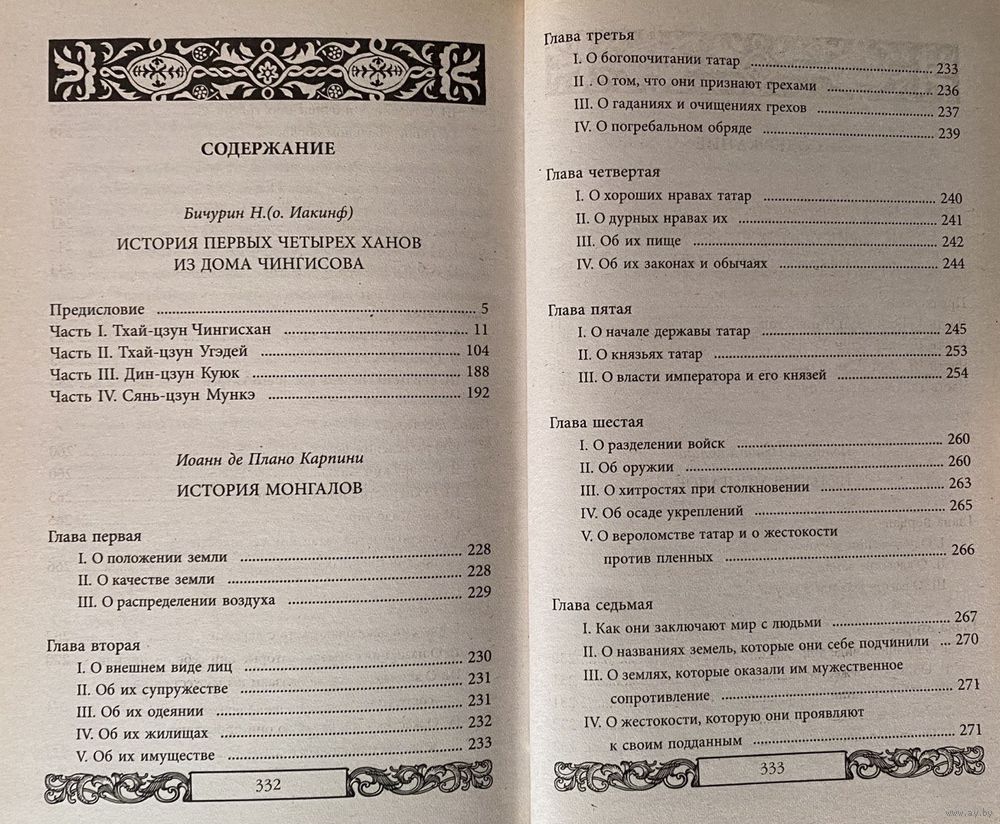 СОДЕРЖАНИЕ
Бичурин Н.(о. Иакинф)
ИСТОРИЯ ПЕРВЫХ ЧЕТЫРЕХ ХАНОВ
ИЗ ДОМА ЧИНГИСОВА
Предисловие ........ 5
Часть I. Тхай-цзун Чингисхан ........ 11
Часть II. Тхай-цзун Угэдей ........ 104
Часть III. Дин-цзун Куюк ........ 188
Часть IV. Сянь-цзун Мункэ ........ 192
Иоанн де Плано Карпини
ИСТОРИЯ МОНГАЛОВ
Глава первая
I. О положении земли ........ 228
II. О качестве земли ........ 228
III. О распределении воздуха ........ 229
Глава вторая
I. О внешнем виде лиц ........ 230
II. Об их супружестве ........ 231
III. Об их одеянии ........ 231
IV. Об их жилищах ........ 232
V. Об их имуществе ........ 233
332
Глава третья
I. О богопочитании татар ........ 233
II . О том, что они признают грехами ........ 236
III. О гаданиях и очищениях грехов ........ 237
IV. О погребальном обряде ........ 239
Глава четвертая
I. О хороших нравах татар ........ 240
II. О дурных нравах их ........ 241
III. Об их пище ........ 242
IV. Об их законах и обычаях ........ 244
Глава пятая
I. О начале державы татар ........ 245
II. О князьях татар ........ 253
III. О власти императора и его князей ........ 254
Глава шестая
I. О разделении войск ........ 260
II. Об оружии ........ 260
III. О хитростях при столкновении ........ 263
IV. Об осаде укреплений ........ 265
V. О вероломстве татар и о жестокости
против пленных ........ 266
Глава седьмая
I. Как они заключают мир с людьми ........ 267
II. О названиях земель, которые они себе подчинили ... 270
III. О землях, которые оказали им мужественное
сопротивление ........ 271
IV. О жестокости, которую они проявляют
к своим подданным ........ 271
333
www.ay.by